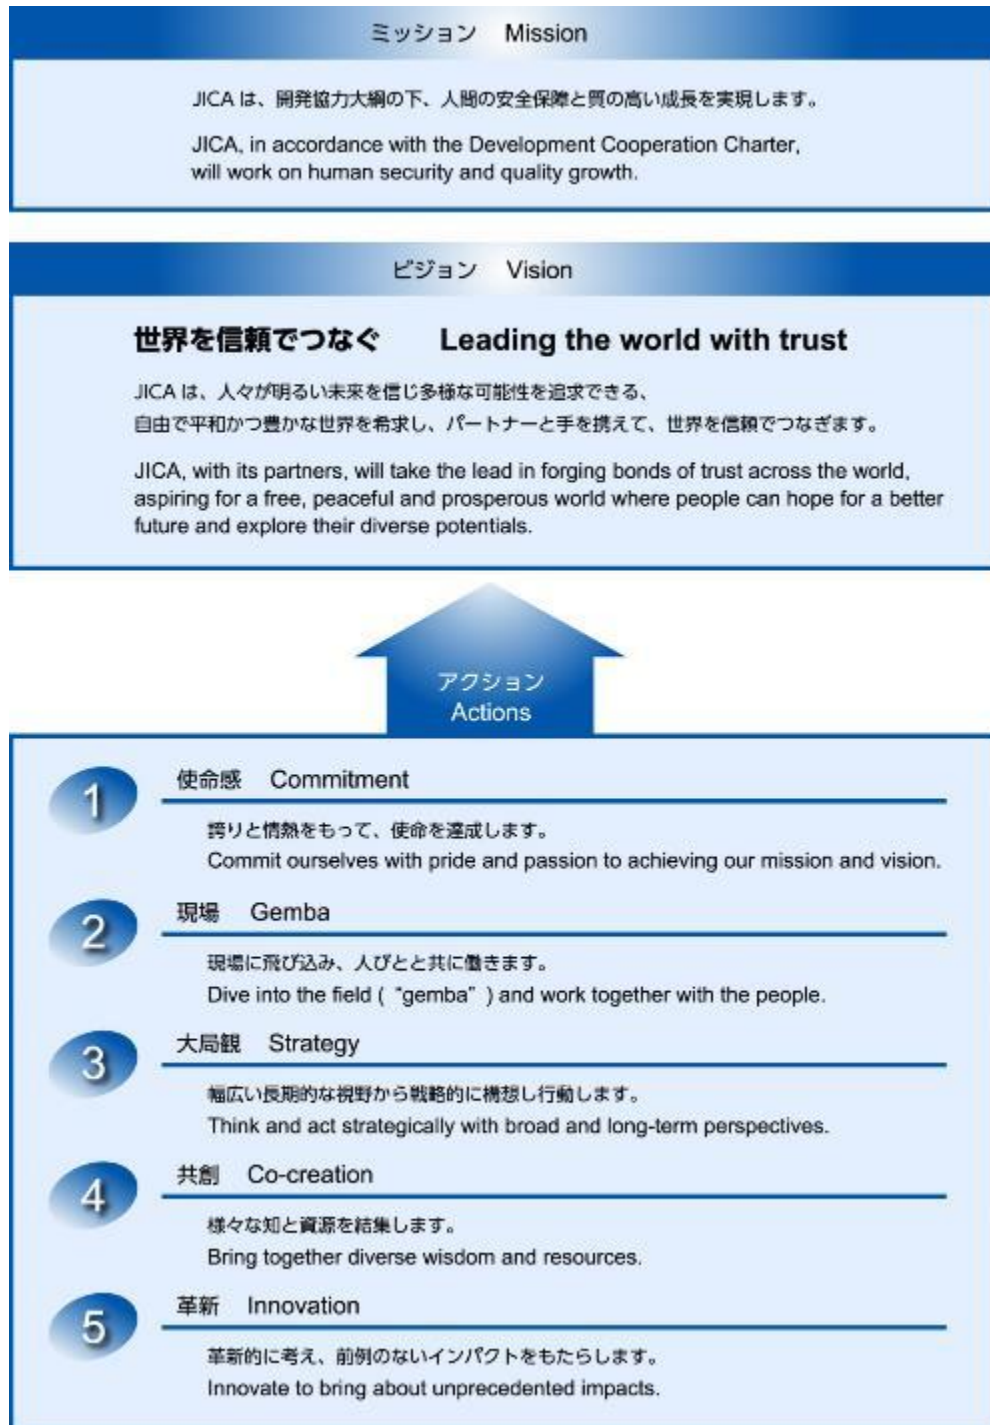 ミッション Mission
JICA は、開発協力大綱の下、人間の安全保障と質の高い成長を実現します。
JICA, in accordance with the Development Cooperation Charter,
will work on human security and quality growth.
ビジョン Vision
世界を信頼でつなぐ Leading the world with trust
JICA は、人々が明るい未来を信じ多様な可能性を追求できる、
自由で平和かつ豊かな世界を希求し、パートナーと手を携えて、世界を信頼でつなぎます。
JICA, with its partners, will take the lead in forging bonds of trust across the world,
aspiring for a free, peaceful and prosperous world where people can hope for a better
future and explore their diverse potentials.
アクション
Actions
1 使命感 Commitment
誇りと情熱をもって、使命を達成します。
Commit ourselves with pride and passion to achieving our mission and vision.
2 現場 Gemba
現場に飛び込み、人びとと共に働きます。
Dive into the field ( “gemba” ) and work together with the people.
3 大局観 Strategy
幅広い長期的な視野から戦略的に構想し行動します。
Think and act strategically with broad and long-term perspectives.
4 共創 Co-creation
様々な知と資源を結集します。
Bring together diverse wisdom and resources.
5 革新 Innovation
革新的に考え、前例のないインパクトをもたらします。
Innovate to bring about unprecedented impacts.